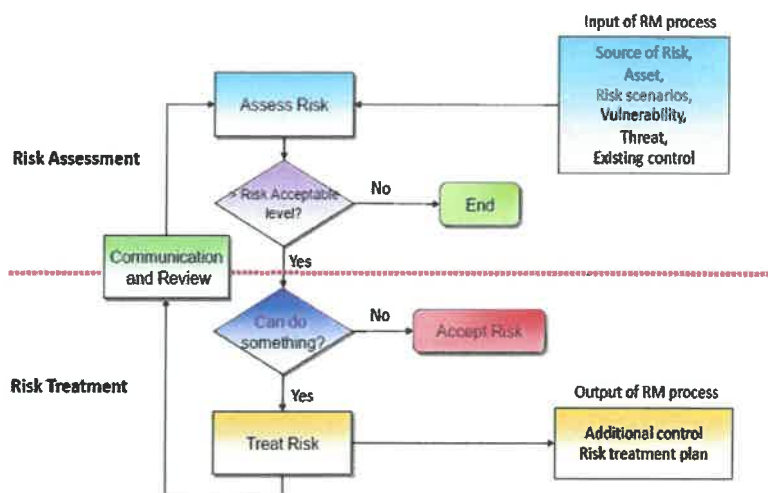 Input of RM process
Source of Risk,
Asset,
Risk scenarios,
Vulnerability,
Threat,
Existing control
Assess Risk
Risk Assessment
> Risk Acceptable
level?
No
End
Yes
Communication
and Review
Can do
something?
No
Accept Risk
Risk Treatment
Yes
Output of RM process
Treat Risk
Additional control
Risk treatment plan